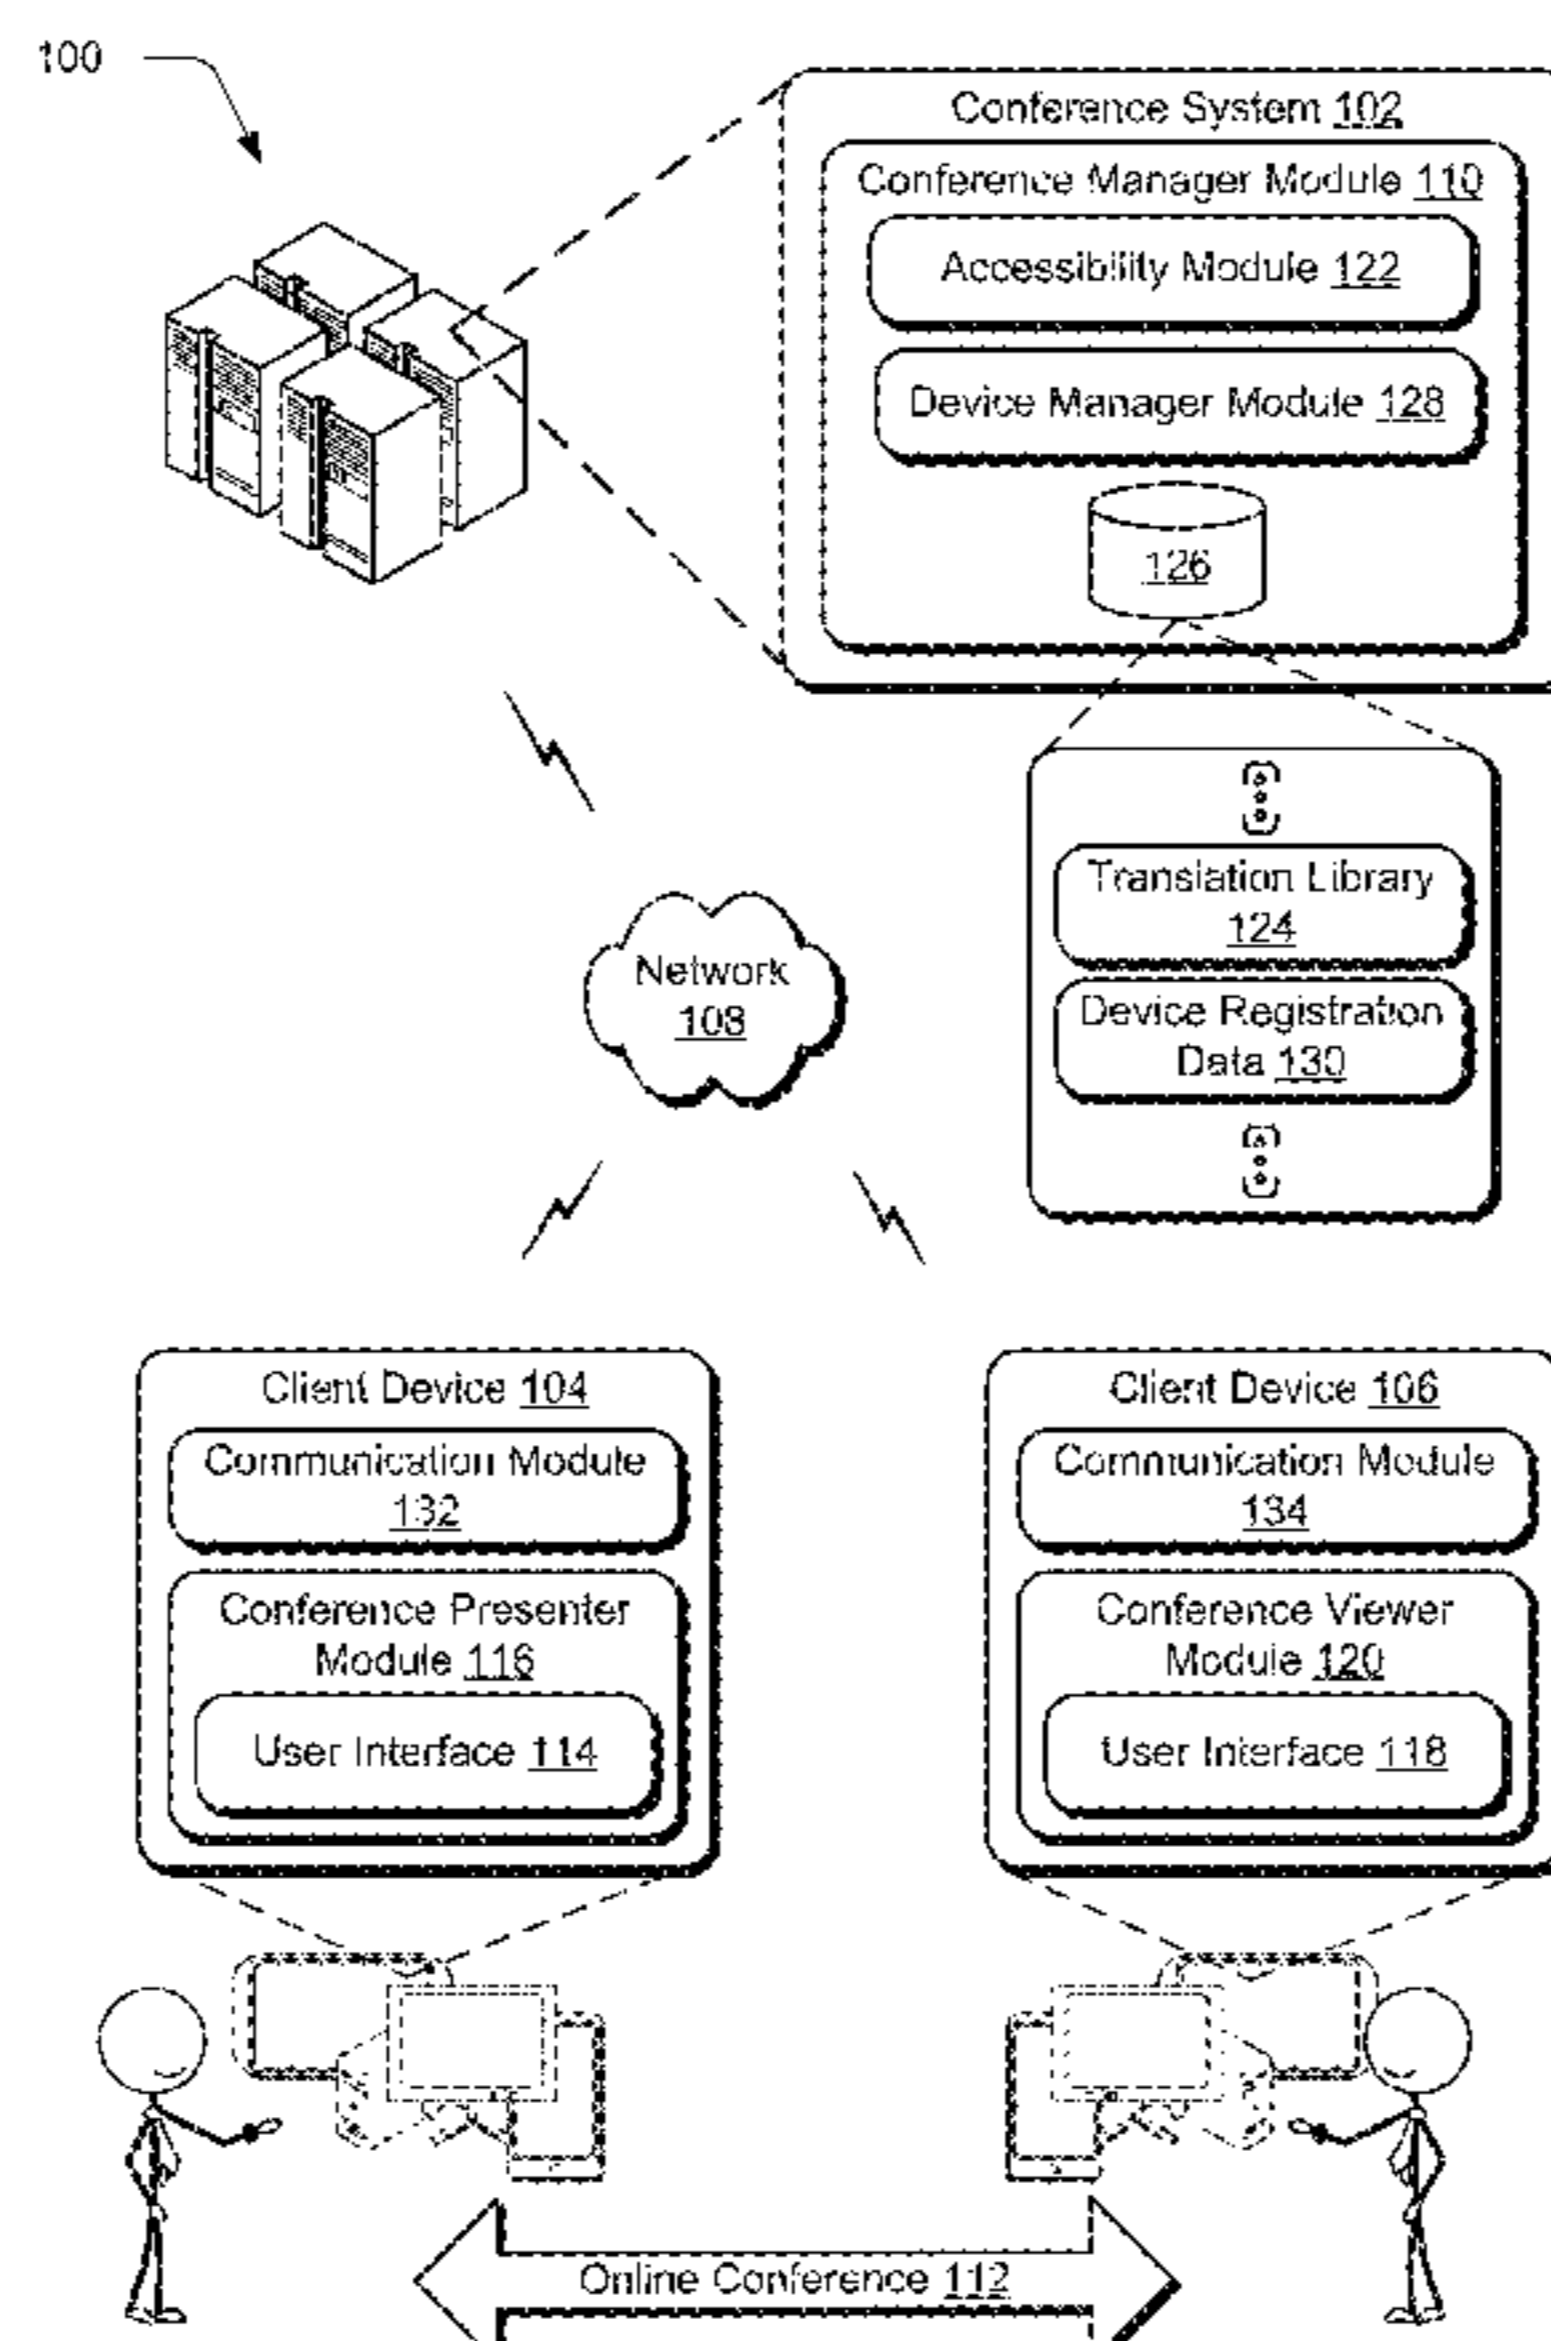 100
Conference System 102
Conference Manager Module 110
Accessibility Module 122
Device Manager Module 128
126
Translation Library
124
Device Registration
Data 130
Network
108
Client Device 104
Communication Module
132
Conference Presenter
Module 116
User Interface 114
Client Device 106
Communication Module
134
Conference Viewer
Module 120
User Interface 118
Online Conference 112